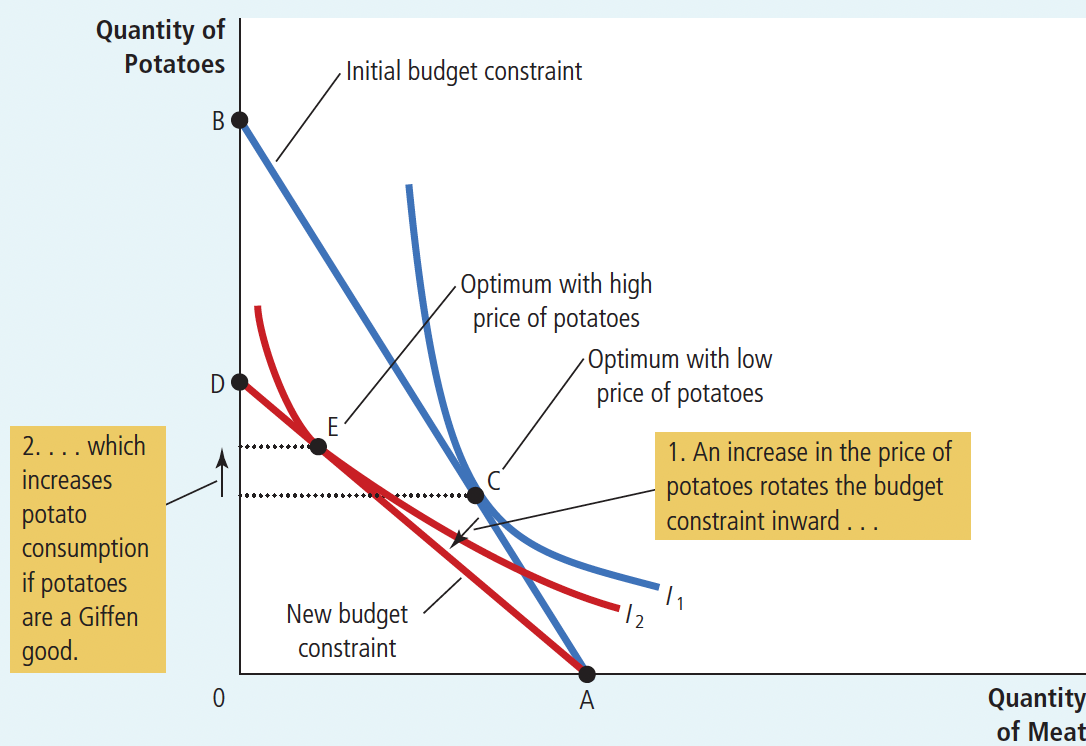 Quantity of
Potatoes
Initial budget constraint
B
Optimum with high
price of potatoes
Optimum with low
price of potatoes
D
E
2. . . . which
increases
potato
consumption
if potatoes
are a Giffen
good.
C
1. An increase in the price of
potatoes rotates the budget
constraint inward . . .
New budget
constraint
I1
I2
0
A
Quantity
of Meat